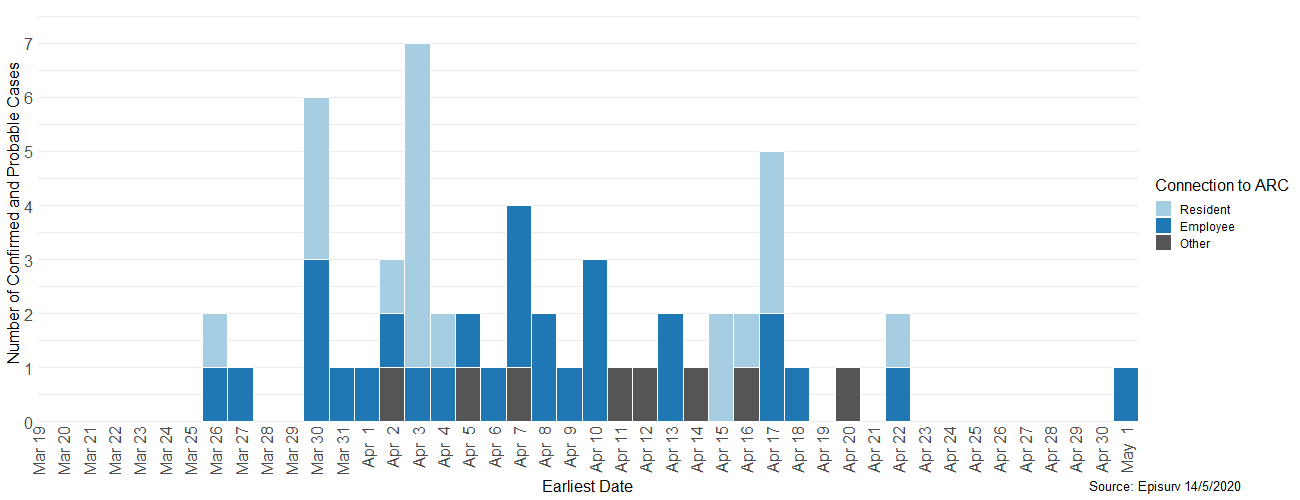 Number of Confirmed and Probable Cases
7
6
5
4
3
2
1
0
Mar 19
Mar 20
Mar 21
Mar 22
Mar 23
Mar 24
Mar 25
Mar 26
Mar 27
Mar 28
Mar 29
Mar 30
Mar 31
Apr 1
Apr 2
Apr 3
Apr 4
Apr 5
Apr 6
Apr 7
Apr 8
Apr 9
Apr 10
Apr 11
Apr 12
Apr 13
Apr 14
Apr 15
Apr 16
Apr 17
Apr 18
Apr 19
Apr 20
Apr 21
Apr 22
Apr 23
Apr 24
Apr 25
Apr 26
Apr 27
Apr 28
Apr 29
Apr 30
May 1
Earliest Date
Connection to ARC
Resident
Employee
Other
Source: Episurv 14/5/2020